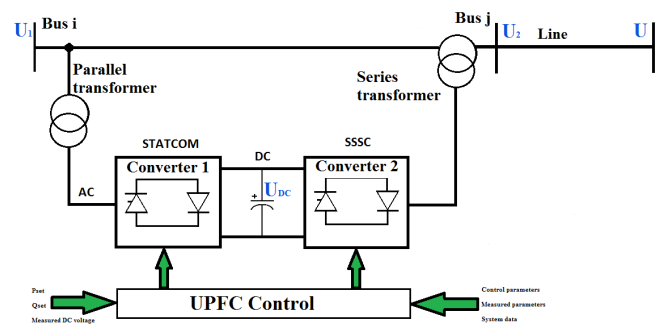 U1
Bus i
Bus j
U2
Line
U
Parallel
transformer
Series
transformer
STATCOM
Converter 1
DC
SSSC
Converter 2
AC
+
UDC
Pset
Qset
Measured DC voltage
UPFC Control
Control parameters
Measured parameters
System data